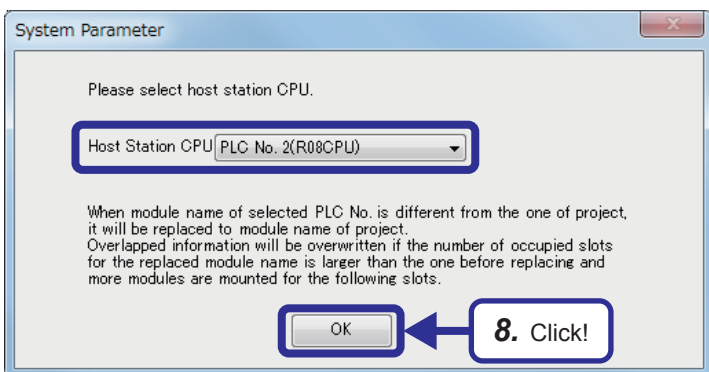 System Parameter
Please select host station CPU.
Host Station CPU PLC No. 2(R08CPU)
When module name of selected PLC No. is different from the one of project,
it will be replaced to module name of project.
Overlapped information will be overwritten if the number of occupied slots
for the replaced module name is larger than the one before replacing and
more modules are mounted for the following slots.
OK
8. Click!